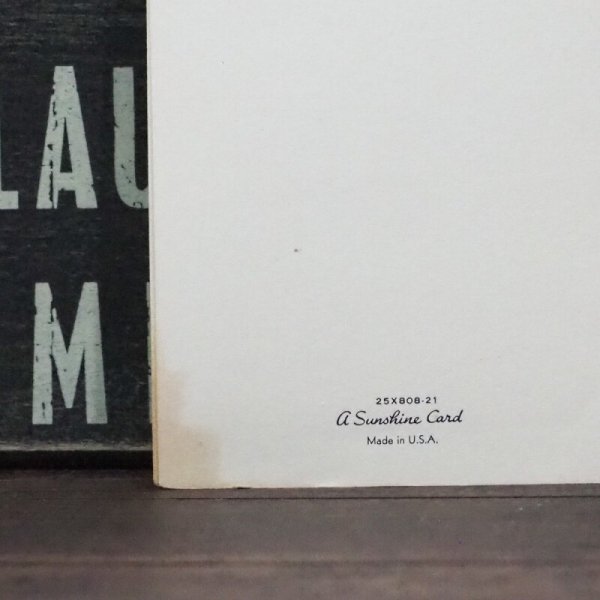 LAU
M
25X808-21
A Sunshine Card
Made in U.S.A.